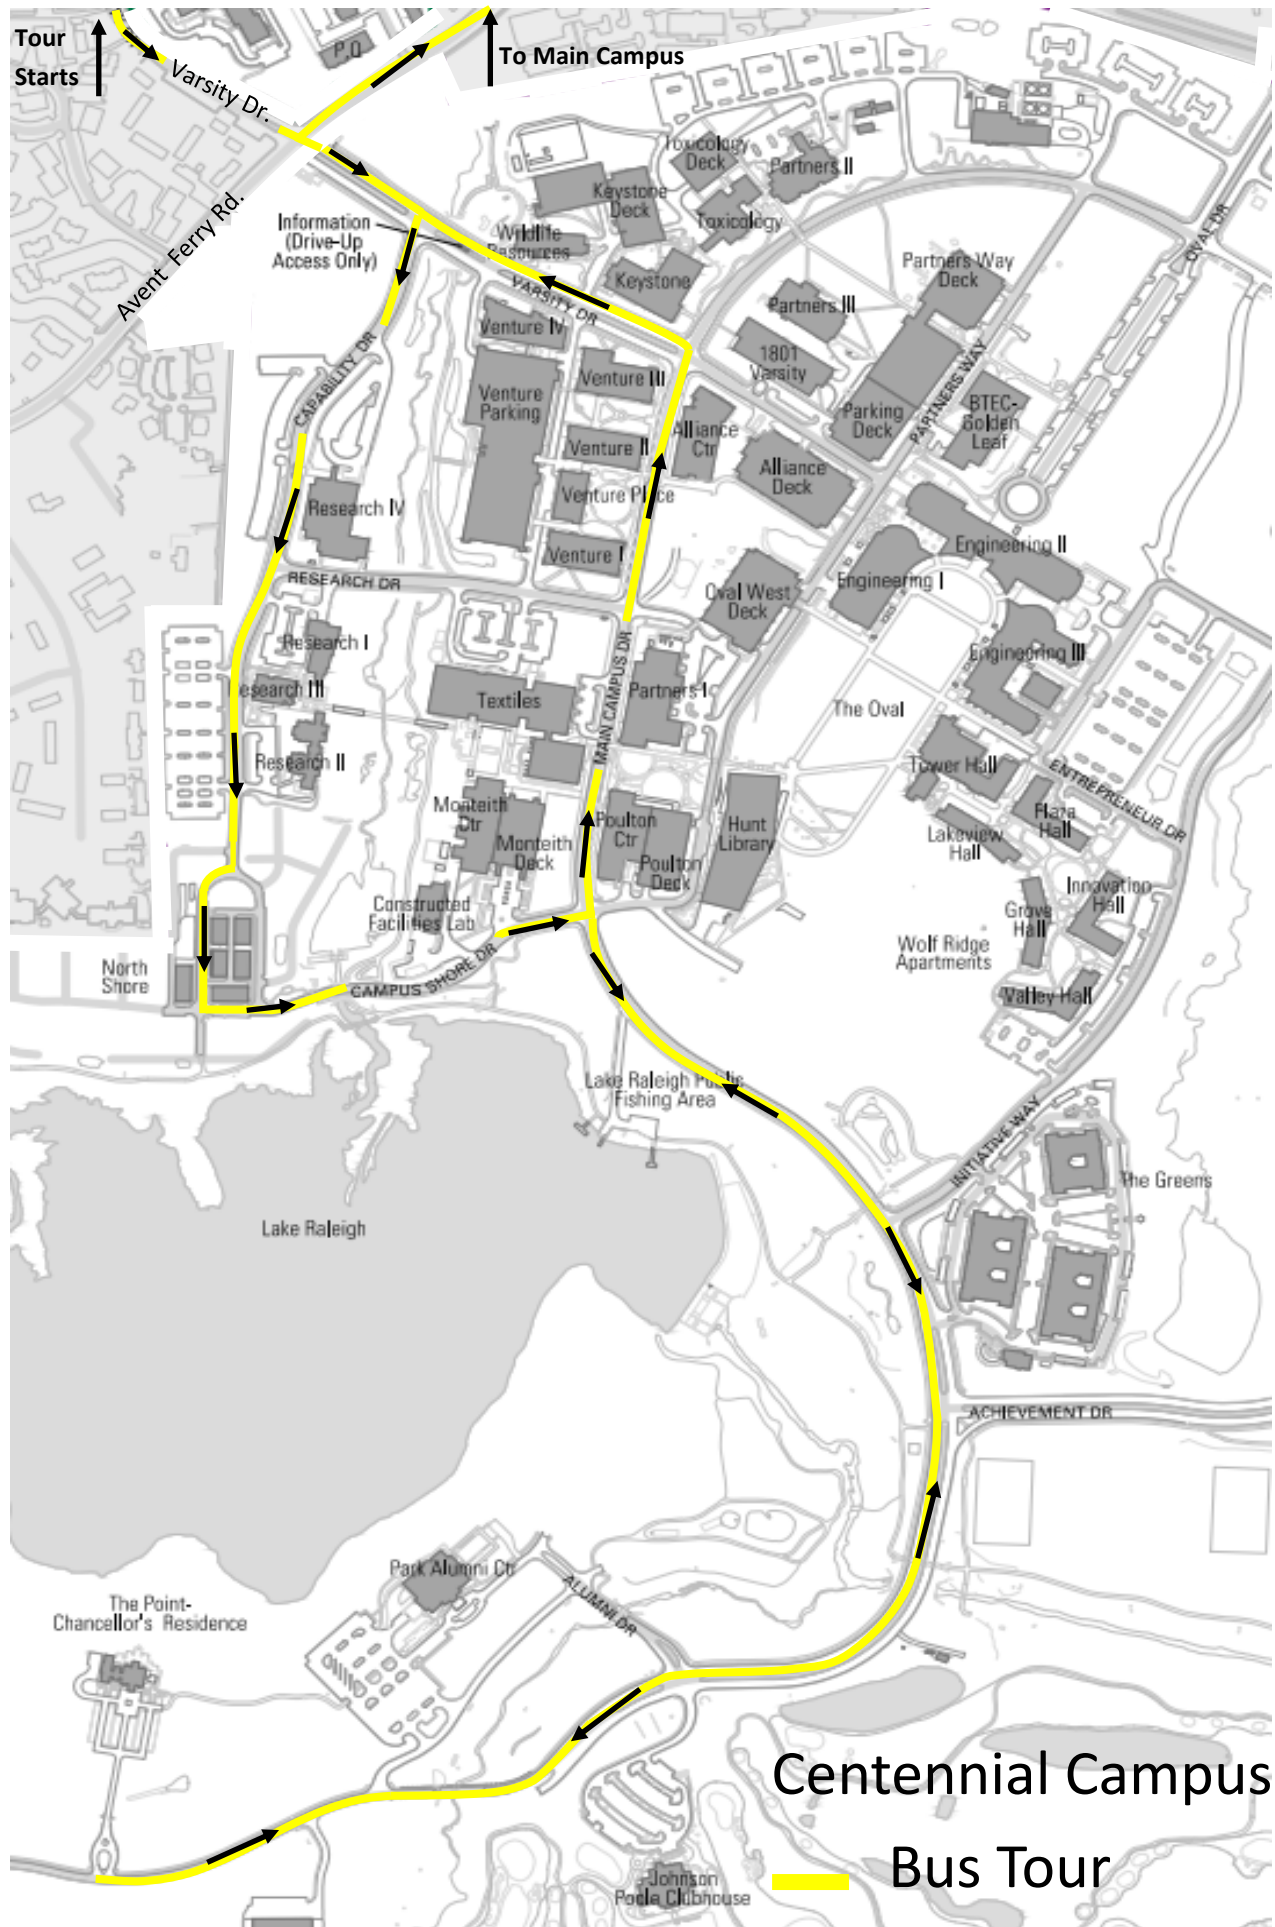 Tour
Starts
P.O
To Main Campus
Varsity Dr.
Avent Ferry Rd.
Information
(Drive-Up
Access Only)
Toxicology
Deck
Partners II
Keystone
Deck
Toxicology
Wildlife
Resources
Keystone
OVAL DR
Partners Way
Deck
Partners III
VARSITY DR
Venture IV
1801
Varsity
CAPABILITY DR
Venture III
Venture
Parking
PARTNERS WAY
BTEC-
Golden
Leaf
Parking
Deck
Alliance
Ctr
Venture II
Alliance
Deck
Research IV
Venture Place
Venture I
Engineering II
Engineering I
RESEARCH DR
Oval West
Deck
Research I
Engineering III
MAIN CAMPUS DR
Research III
Textiles
Partners I
The Oval
Research II
Tower Hall
ENTREPRENEUR DR
Monteith
Ctr
Monteith
Deck
Poulton
Ctr
Poulton
Deck
Hunt
Library
Plaza
Hall
Lakeview
Hall
Constructed
Facilities Lab
Innovation
Hall
Grove
Hall
Wolf Ridge
Apartments
North
Shore
CAMPUS SHORE DR
Valley Hall
Lake Raleigh Public
Fishing Area
INITIATIVE WAY
The Greens
Lake Raleigh
ACHIEVEMENT DR
Park Alumni Ctr
ALUMNI DR
The Point-
Chancellor's Residence
Centennial Campus
Bus Tour
Johnson
Poole Clubhouse